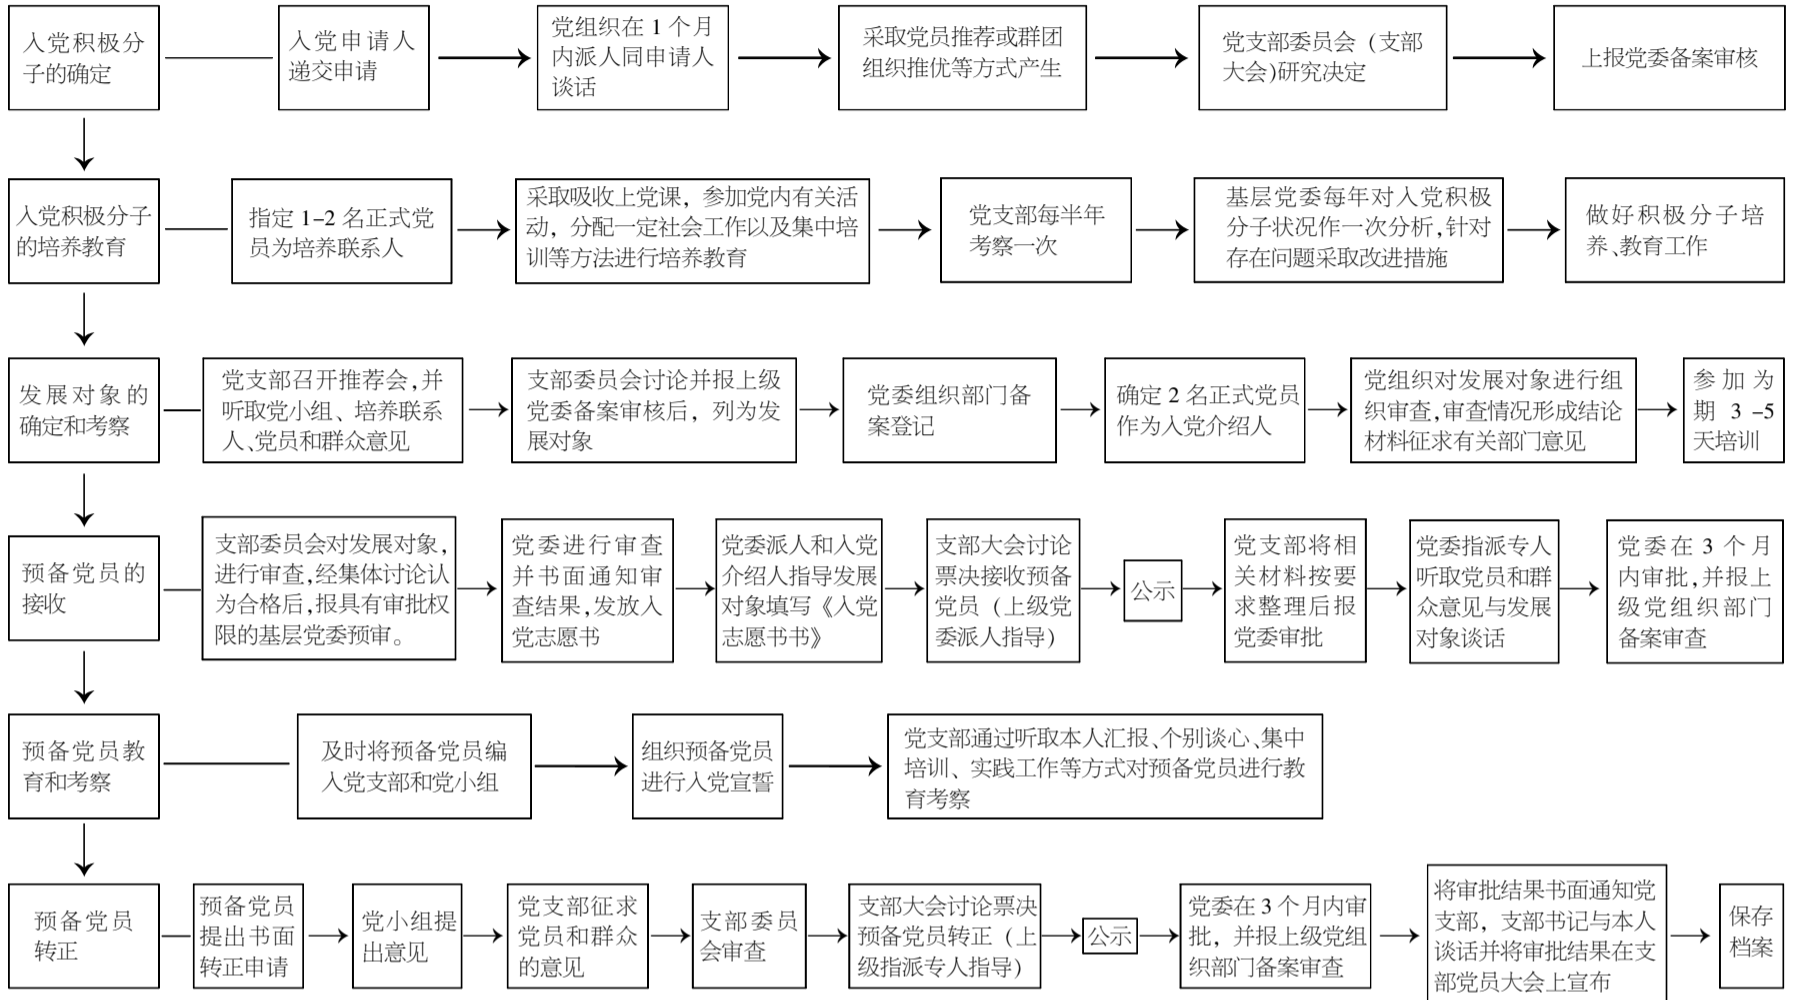 入党积极分
子的确定
入党申请人
递交申请
党组织在 1 个月
内派人同申请人
谈话
采取党员推荐或群团
组织推优等方式产生
党支部委员会（支部
大会)研究决定
上报党委备案审核
入党积极分子
的培养教育
指定 1–2 名正式党
员为培养联系人
采取吸收上党课，参加党内有关活
动，分配一定社会工作以及集中培
训等方法进行培养教育
党支部每半年
考察一次
基层党委每年对入党积极
分子状况作一次分析,针对
存在问题采取改进措施
做好积极分子培
养、教育工作
发展对象的
确定和考察
党支部召开推荐会,并
听取党小组、培养联系
人、党员和群众意见
支部委员会讨论并报上级
党委备案审核后，列为发
展对象
党委组织部门备
案登记
确定 2 名正式党员
作为入党介绍人
党组织对发展对象进行组
织审查,审查情况形成结论
材料征求有关部门意见
参加为
期 3 –5
天培训
预备党员的
接收
支部委员会对发展对象,
进行审查,经集体讨论认
为合格后,报具有审批权
限的基层党委预审。
党委进行审查
并书面通知审
查结果,发放入
党志愿书
党委派人和入党
介绍人指导发展
对象填写《入党
志愿书书》
支部大会讨论
票决接收预备
党员（上级党
委派人指导)
公示
党支部将相
关材料按要
求整理后报
党委审批
党委指派专人
听取党员和群
众意见与发展
对象谈话
党委在 3 个月
内审批,并报上
级党组织部门
备案审查
预备党员教
育和考察
及时将预备党员编
入党支部和党小组
组织预备党员
进行入党宣誓
党支部通过听取本人汇报、个别谈心、集中
培训、实践工作等方式对预备党员进行教
育考察
预备党员
转正
预备党员
提出书面
转正申请
党小组提
出意见
党支部征求
党员和群众
的意见
支部委员
会审查
支部大会讨论票决
预备党员转正（上
级指派专人指导)
公示
党委在 3 个月内审
批，并报上级党组
织部门备案审查
将审批结果书面通知党
支部，支部书记与本人
谈话并将审批结果在支
部党员大会上宣布
保存
档案